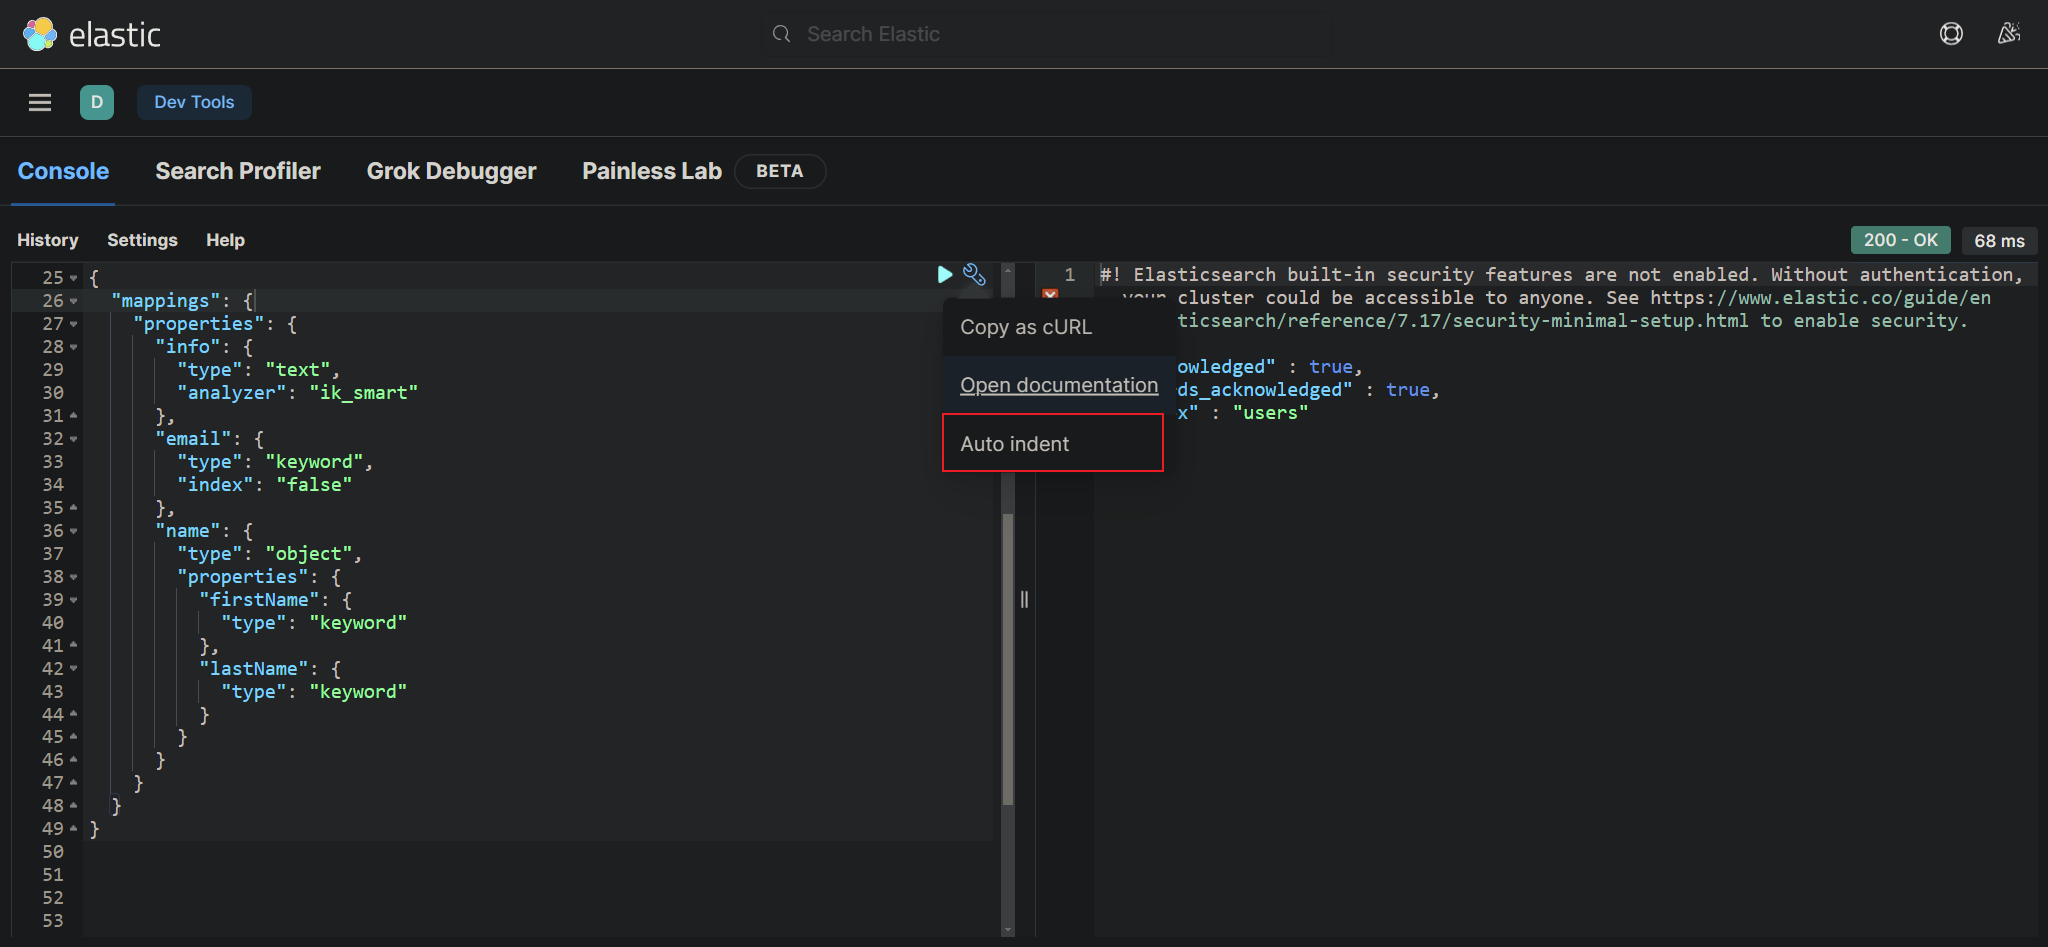 elastic
Search Elastic
D
Dev Tools
Console
Search Profiler
Grok Debugger
Painless Lab
BETA
History
Settings
Help
200 - OK
68 ms
25 {
26 "mappings": {
27 "properties": {
28 "info": {
29 "type": "text",
30 "analyzer": "ik_smart"
31 },
32 "email": {
33 "type": "keyword",
34 "index": "false"
35 },
36 "name": {
37 "type": "object",
38 "properties": {
39 "firstName": {
40 "type": "keyword"
41 },
42 "lastName": {
43 "type": "keyword"
44 }
45 }
46 }
47 }
48 }
49 }
50
51
52
53
Copy as cURL
Open documentation
Auto indent
1 #! Elasticsearch built-in security features are not enabled. Without authentication,
cluster could be accessible to anyone. See https://www.elastic.co/guide/en
ticsearch/reference/7.17/security-minimal-setup.html to enable security.
owledged" : true,
ds_acknowledged" : true,
x" : "users"